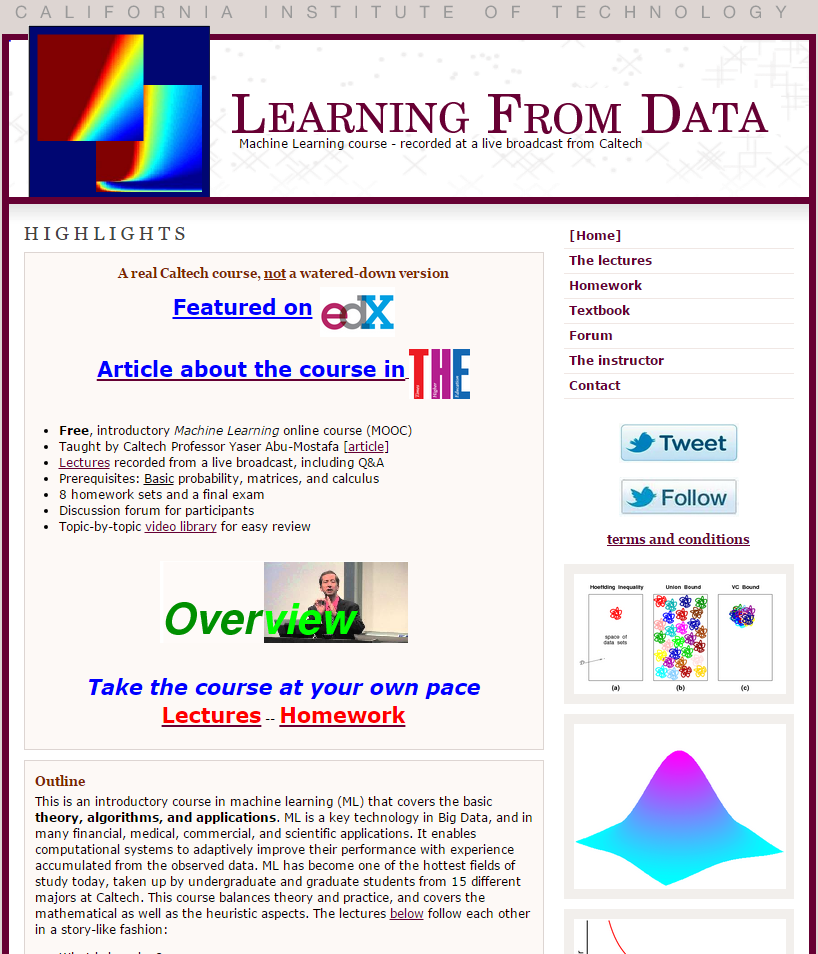 CALIFORNIA INSTITUTE OF TECHNOLOGY
LEARNING FROM DATA
Machine Learning course - recorded at a live broadcast from Caltech
HIGHLIGHTS
A real Caltech course, not a watered-down version
Featured on edX
Article about the course in THE
Times Higher Education
• Free, introductory Machine Learning online course (MOOC)
• Taught by Caltech Professor Yaser Abu-Mostafa [article]
• Lectures recorded from a live broadcast, including Q&A
• Prerequisites: Basic probability, matrices, and calculus
• 8 homework sets and a final exam
• Discussion forum for participants
• Topic-by-topic video library for easy review
Overview
Take the course at your own pace
Lectures -- Homework
Outline
This is an introductory course in machine learning (ML) that covers the basic
theory, algorithms, and applications. ML is a key technology in Big Data, and in
many financial, medical, commercial, and scientific applications. It enables
computational systems to adaptively improve their performance with experience
accumulated from the observed data. ML has become one of the hottest fields of
study today, taken up by undergraduate and graduate students from 15 different
majors at Caltech. This course balances theory and practice, and covers the
mathematical as well as the heuristic aspects. The lectures below follow each other
in a story-like fashion:
[Home]
The lectures
Homework
Textbook
Forum
The instructor
Contact
Tweet
Follow
terms and conditions
Hoeffding Inequality Union Bound VC Bound
space of
data sets
(a) (b) (c)